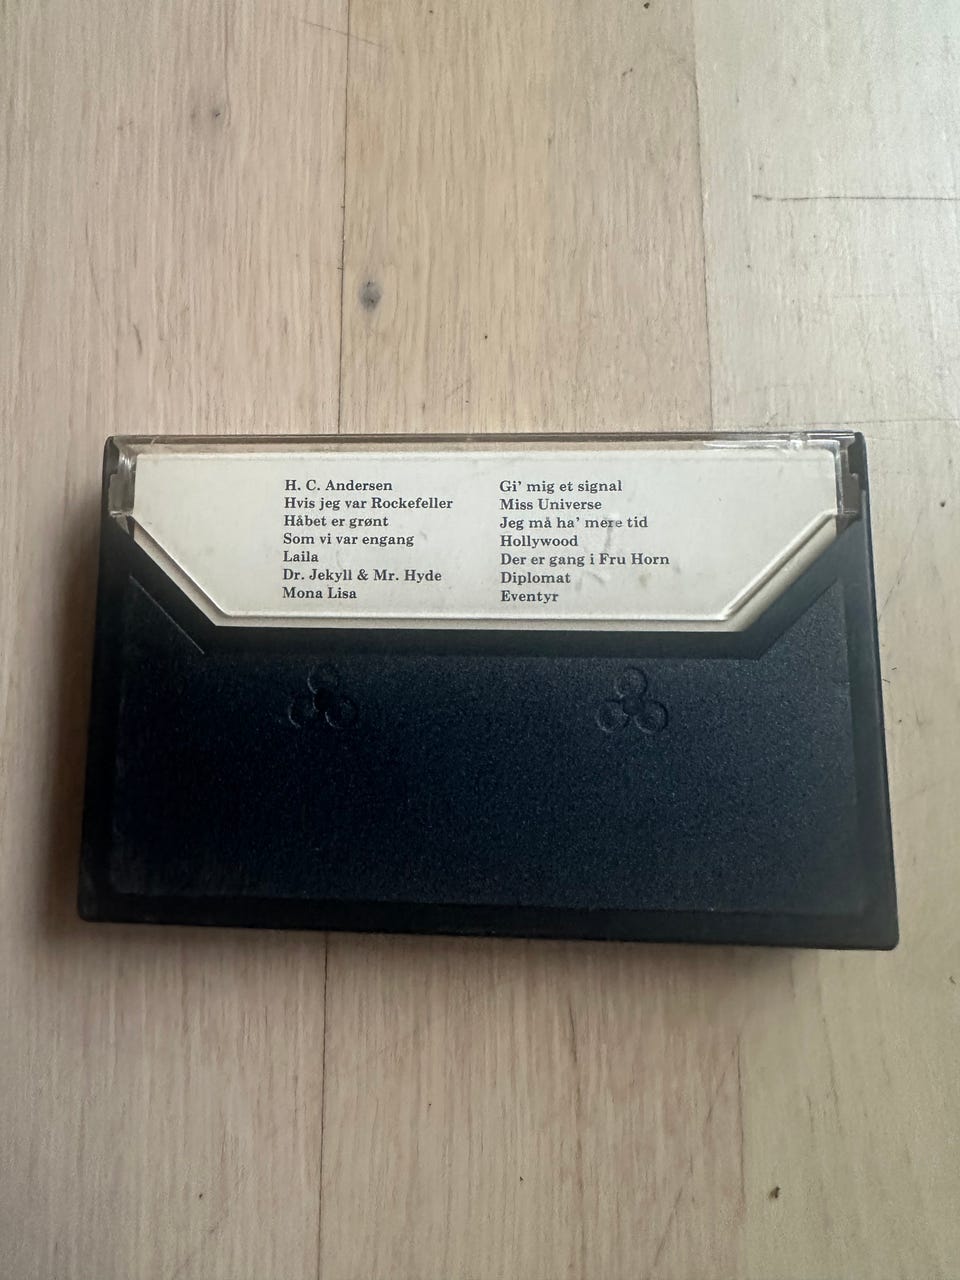 H. C. Andersen
Hvis jeg var Rockefeller
Håbet er grønt
Som vi var engang
Laila
Dr. Jekyll & Mr. Hyde
Mona Lisa
Gi' mig et signal
Miss Universe
Jeg må ha' mere tid
Hollywood
Der er gang i Fru Horn
Diplomat
Eventyr